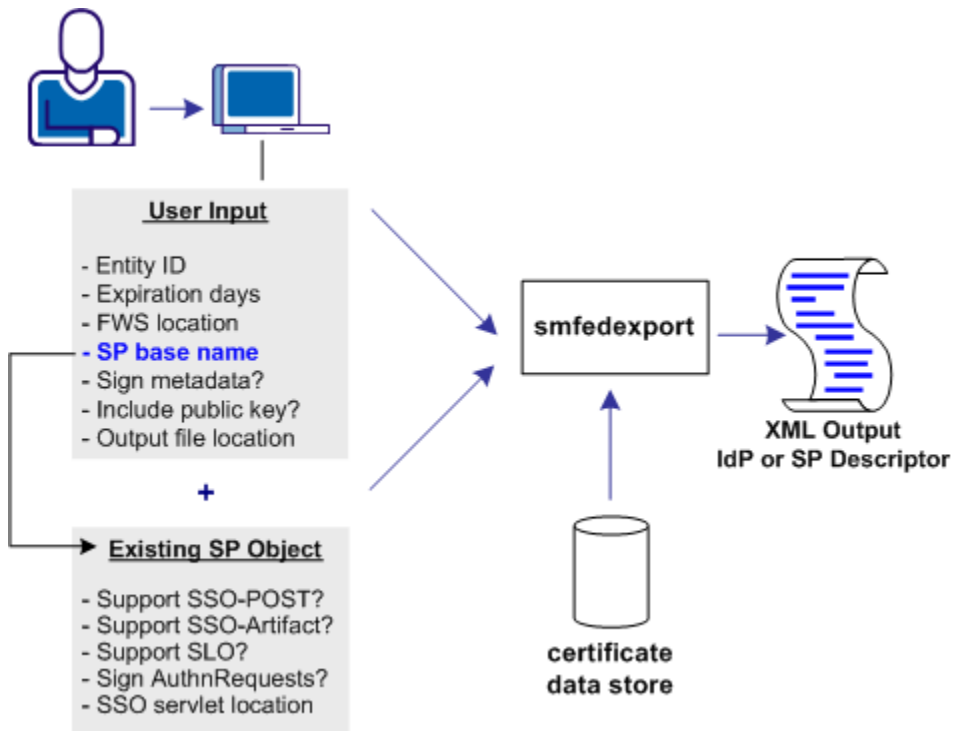 User Input
- Entity ID
- Expiration days
- FWS location
- SP base name
- Sign metadata?
- Include public key?
- Output file location
+
Existing SP Object
- Support SSO-POST?
- Support SSO-Artifact?
- Support SLO?
- Sign AuthnRequests?
- SSO servlet location
smfedexport
certificate
data store
XML Output
IdP or SP Descriptor